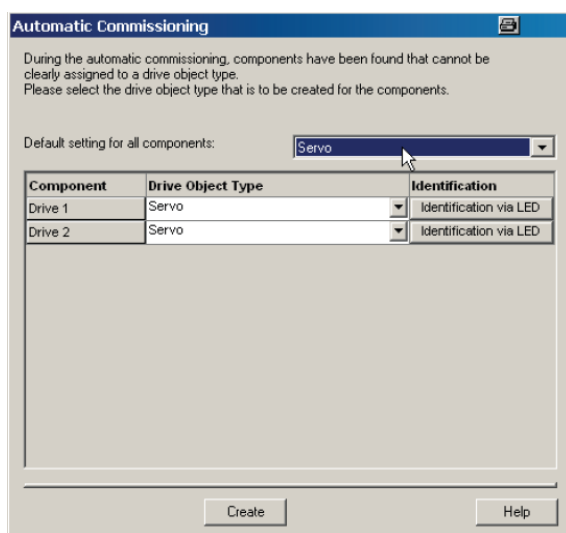 Automatic Commissioning
During the automatic commissioning, components have been found that cannot be
clearly assigned to a drive object type.
Please select the drive object type that is to be created for the components.
Default setting for all components: Servo
Component Drive Object Type Identification
Drive 1 Servo Identification via LED
Drive 2 Servo Identification via LED
Create Help